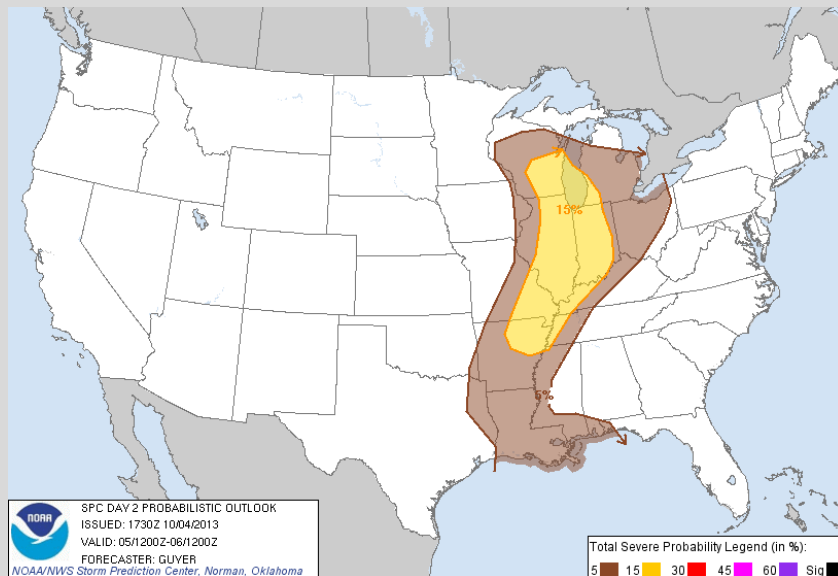 15%
5%
NOAA
SPC DAY 2 PROBABILISTIC OUTLOOK
ISSUED: 1730Z 10/04/2013
VALID: 05/1200Z-06/1200Z
FORECASTER: GUYER
NOAA/NWS Storm Prediction Center, Norman, Oklahoma
Total Severe Probability Legend (in %):
5 15 30 45 60 Sig